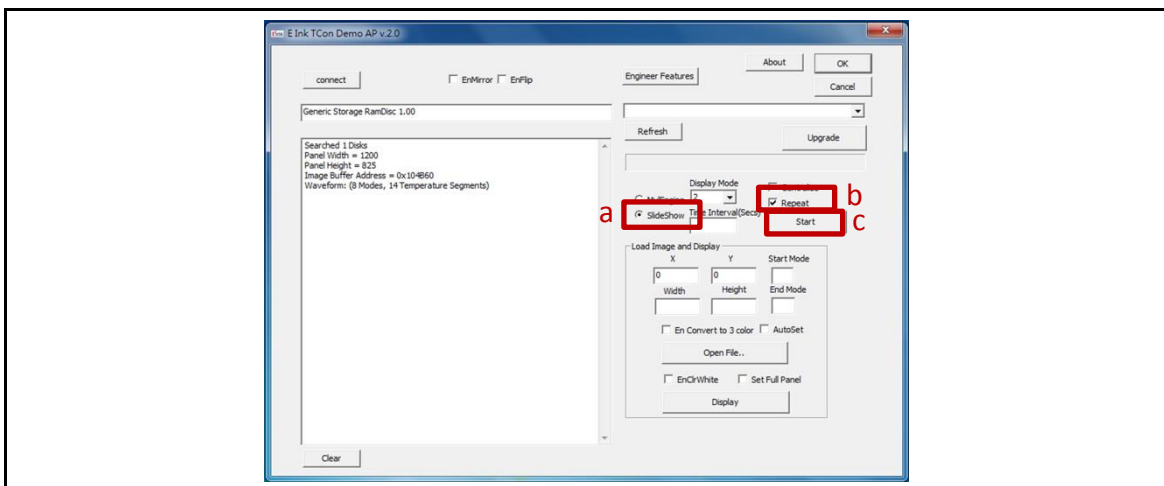 E Ink TCon Demo AP v.2.0
About
OK
connect
EnMirror
EnFlip
Engineer Features
Cancel
Generic Storage RamDisc 1.00
Refresh
Upgrade
Searched 1 Disks
Panel Width = 1200
Panel Height = 825
Image Buffer Address = 0x104B60
Waveform: (8 Modes, 14 Temperature Segments)
Display Mode
2
b
Repeat
a
SlideShow
Time Interval(Secs)
Start
c
Load Image and Display
X
Y
Start Mode
0
0
Width
Height
End Mode
En Convert to 3 color
AutoSet
Open File..
EnClrWhite
Set Full Panel
Display
Clear